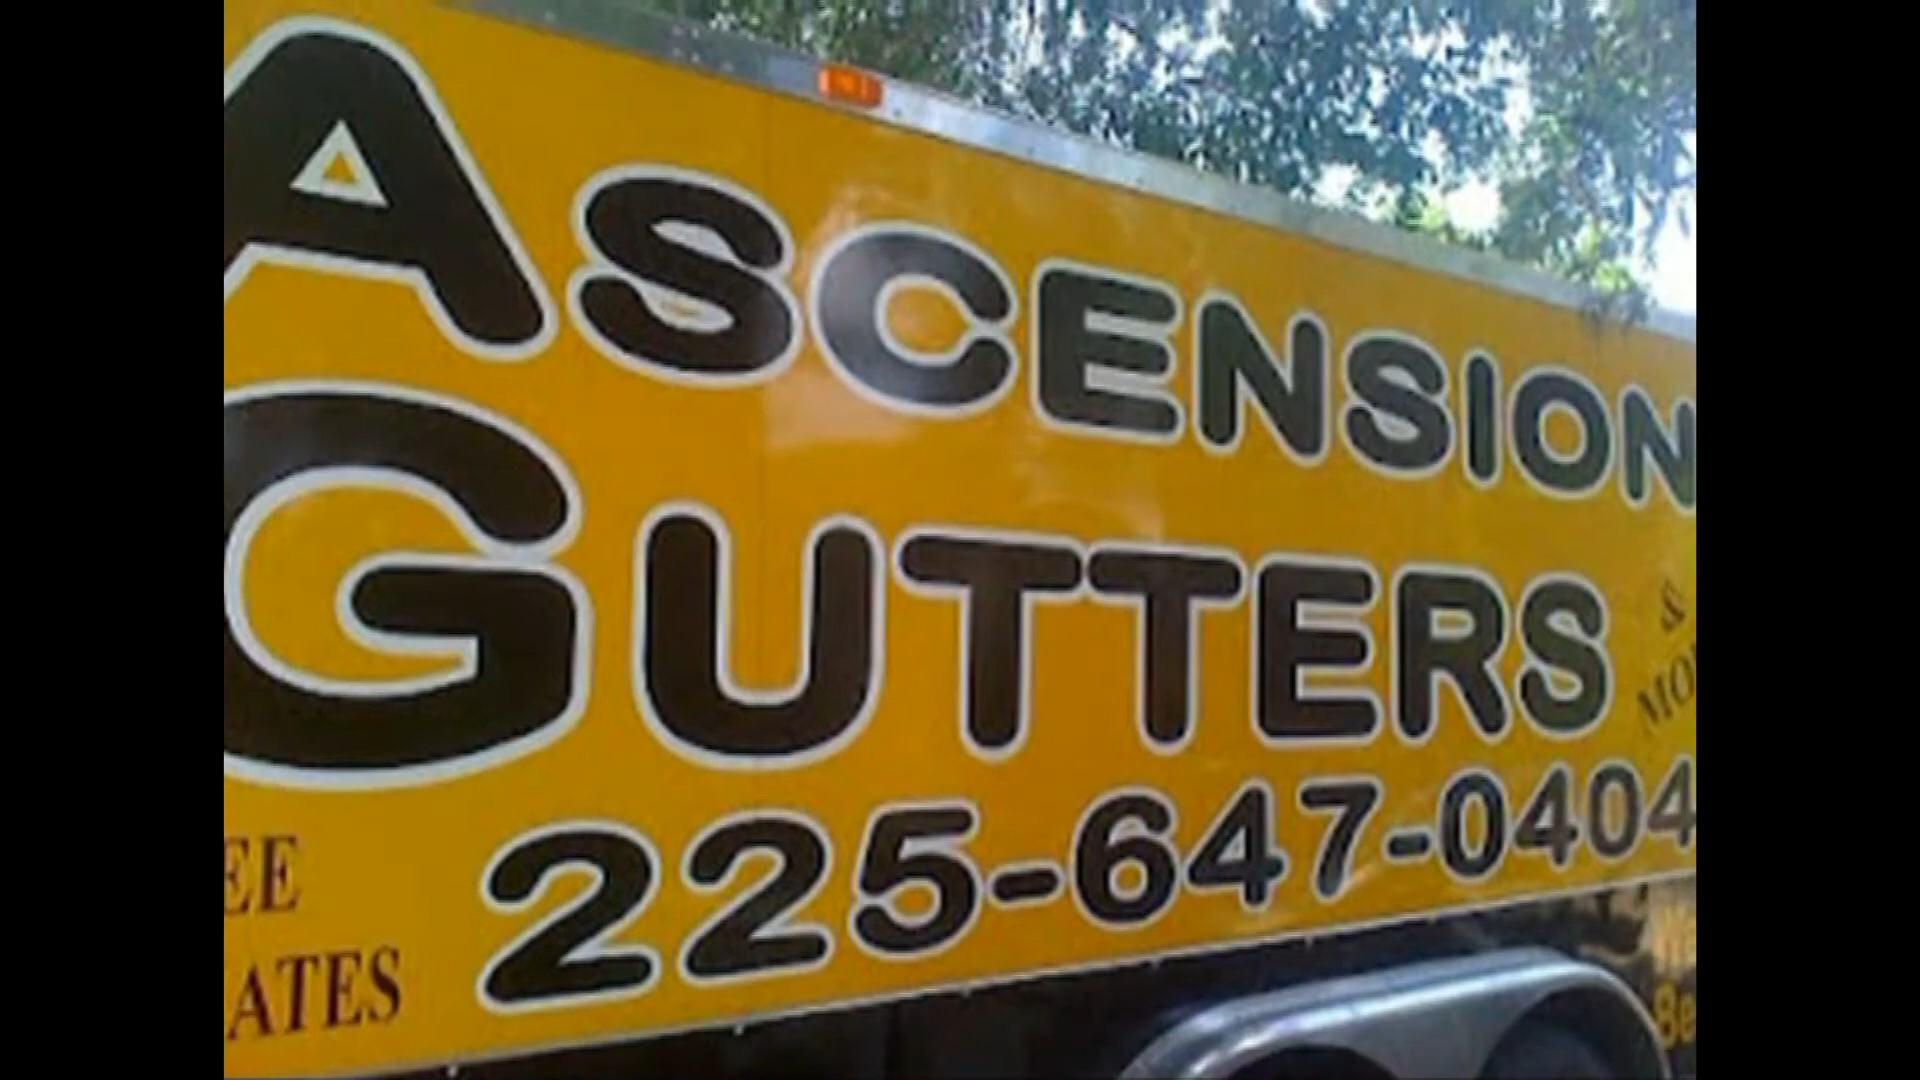 ASCENSION
GUTTERS
&
225-647-0404
EE
ATES